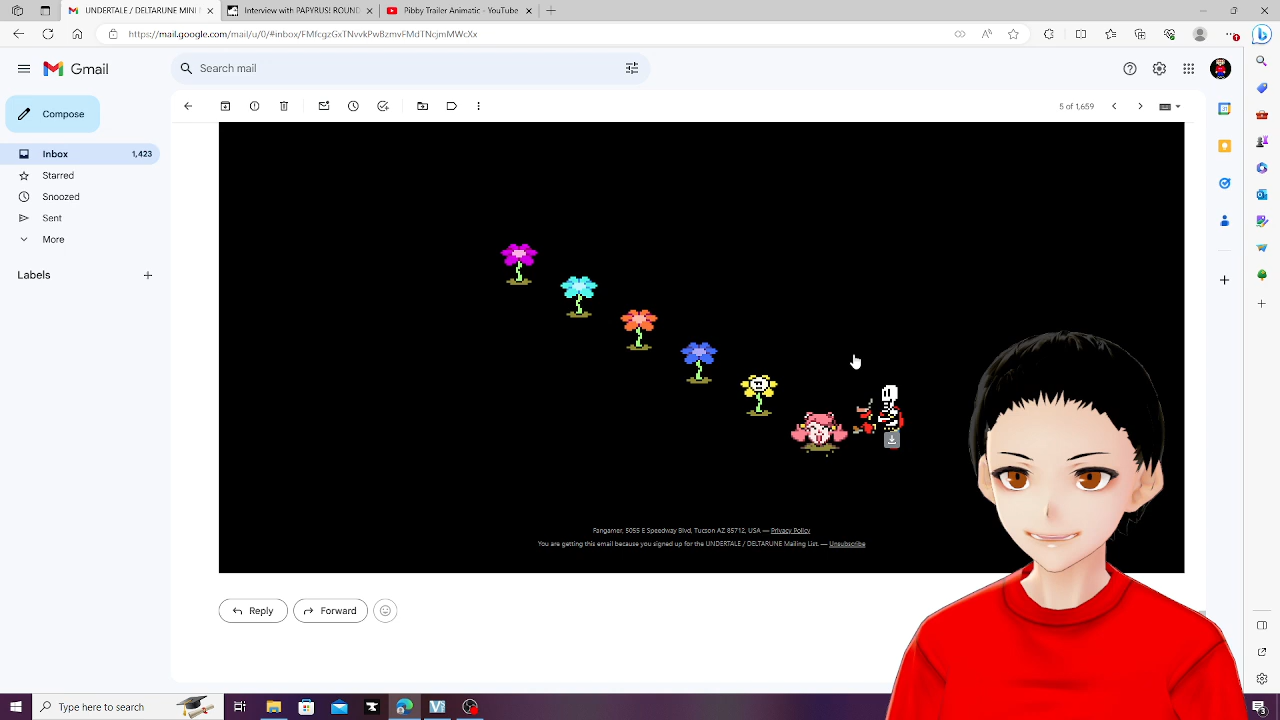 UNDERTALE / DELTARUNE MINI
Interview with PAPYRUS! ROUND
Pibby Trailer Animatic - YouTube
https://mail.google.com/mail/u/0/#inbox/FMfcgzGxTNvvkPwBzmvFMdTNcjmMWcXx
Gmail
Search mail
Compose
5 of 1,659
Inbox 1,423
Starred
Snoozed
Sent
More
Labels
Fangamer, 5055 E Speedway Blvd, Tucson AZ 85712, USA — Privacy Policy
You are getting this email because you signed up for the UNDERTALE / DELTARUNE Mailing List. — Unsubscribe
Reply
Forward
Type here to search